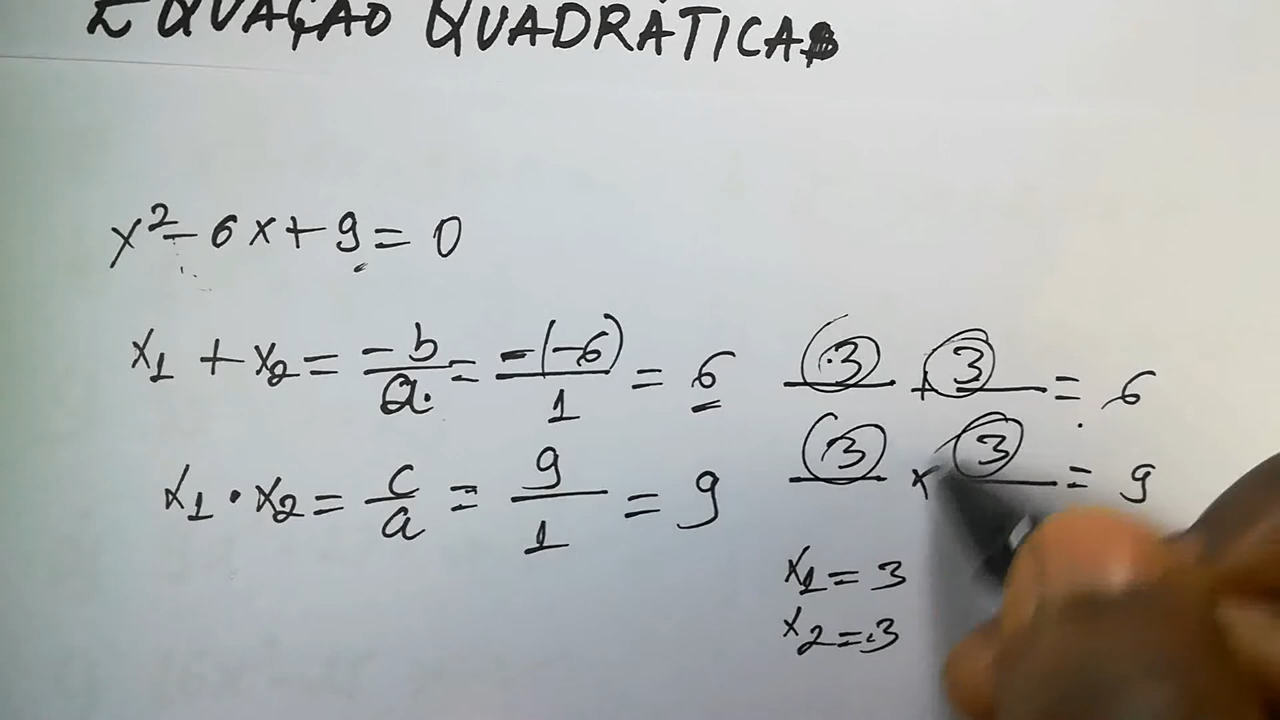 EQUAÇÃO QUADRÁTICA
x² - 6x + 9 = 0
x₁ + x₂ = -b/a = -(-6)/1 = 6
x₁ · x₂ = c/a = 9/1 = 9
3 + 3 = 6
3 x 3 = 9
x₁ = 3
x₂ = 3